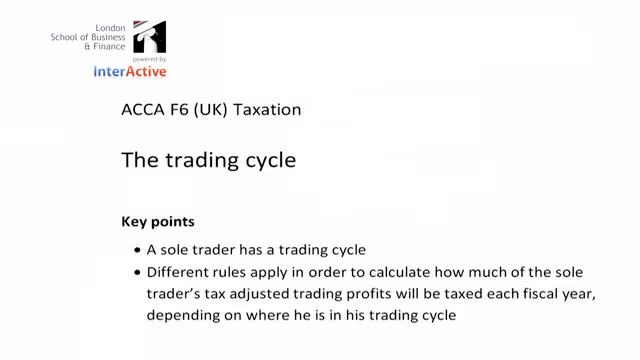 London
School of Business
& Finance
powered by
InterActive
ACCA F6 (UK) Taxation
The trading cycle
Key points
• A sole trader has a trading cycle
• Different rules apply in order to calculate how much of the sole
trader's tax adjusted trading profits will be taxed each fiscal year,
depending on where he is in his trading cycle